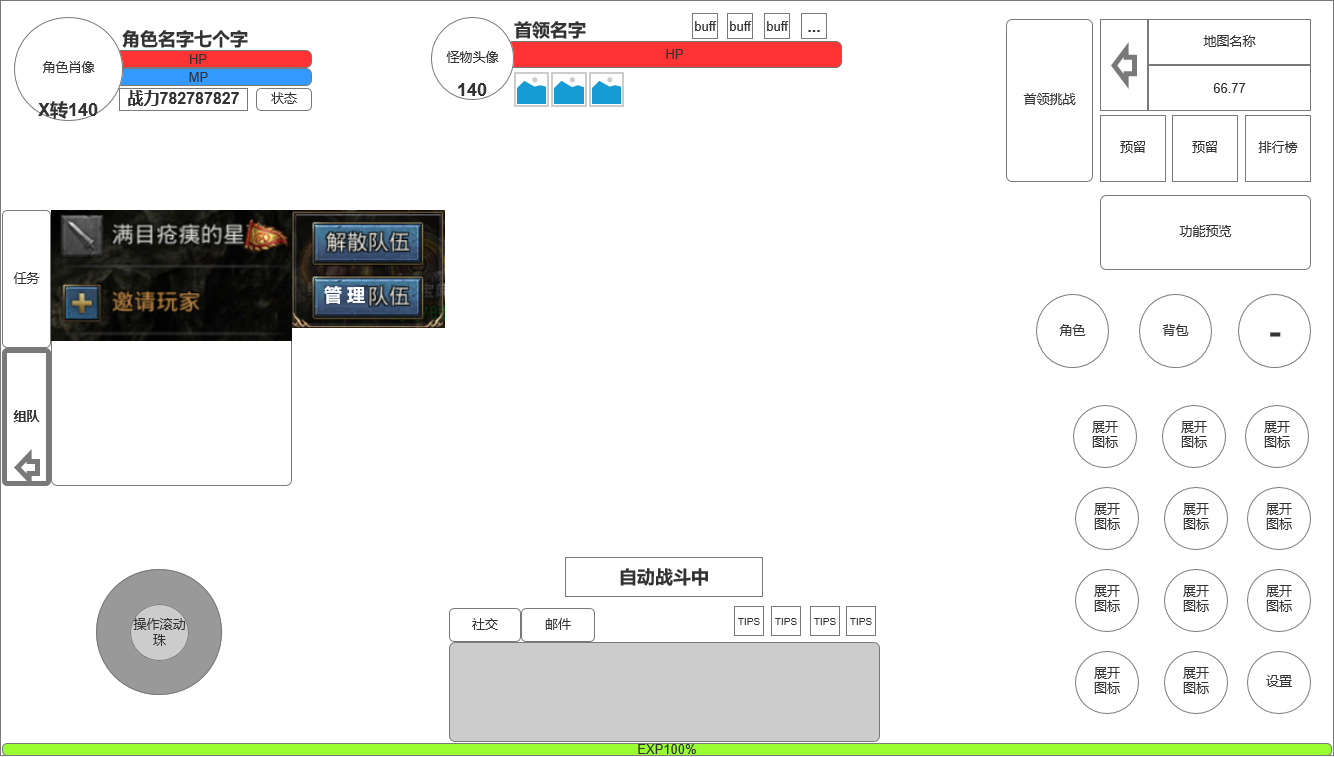 角色肖像
X转140
角色名字七个字
HP
MP
战力782787827
状态
怪物头像
140
首领名字
buff
buff
buff
...
HP
首领挑战
地图名称
66.77
预留
预留
排行榜
功能预览
任务
组队
满目疮痍的星
邀请玩家
解散队伍
管理队伍
角色
背包
-
展开
图标
展开
图标
展开
图标
展开
图标
展开
图标
展开
图标
展开
图标
展开
图标
展开
图标
展开
图标
展开
图标
设置
操作滚动
珠
自动战斗中
社交
邮件
TIPS
TIPS
TIPS
TIPS
EXP100%